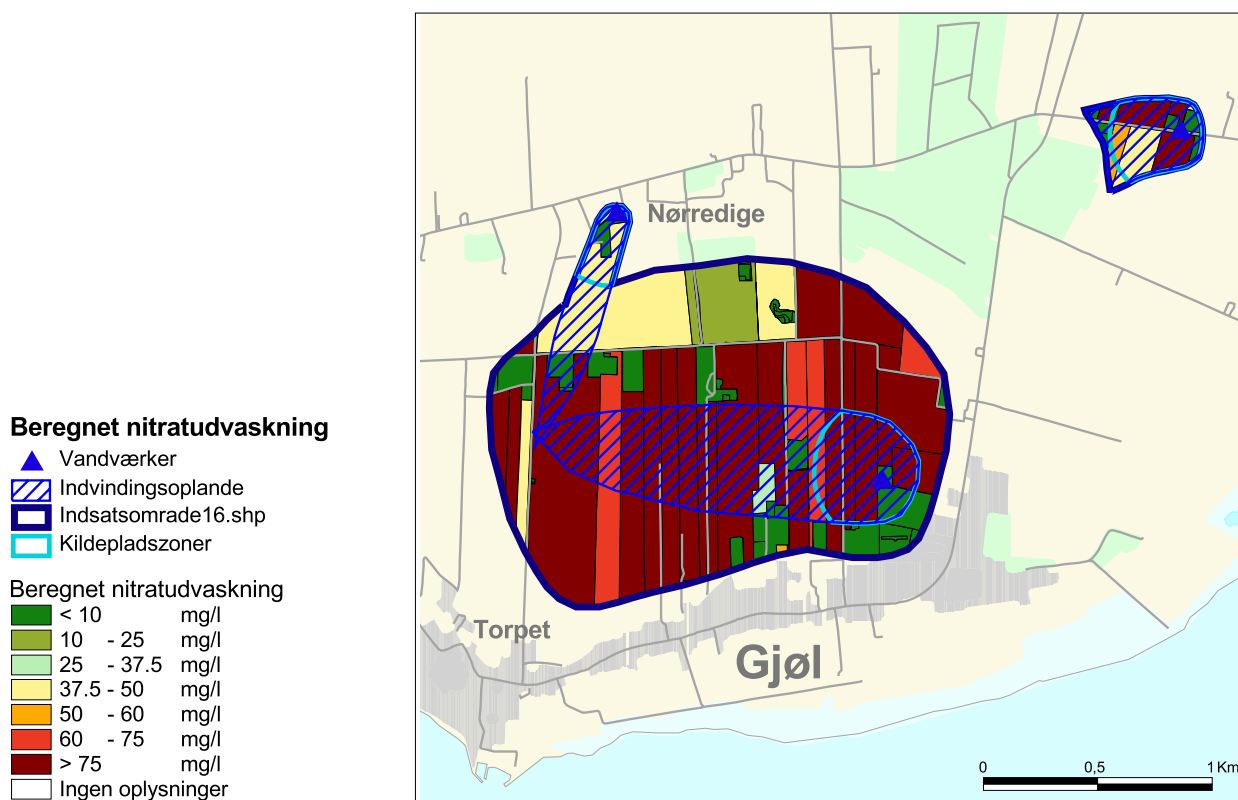 Beregnet nitratudvaskning
Vandværker
Indvindingsoplande
Indsatsomrade16.shp
Kildepladszoner
Beregnet nitratudvaskning
< 10 mg/l
10 - 25 mg/l
25 - 37.5 mg/l
37.5 - 50 mg/l
50 - 60 mg/l
60 - 75 mg/l
> 75 mg/l
Ingen oplysninger
Nørredige
Torpet
Gjøl
0 0,5 1 Km